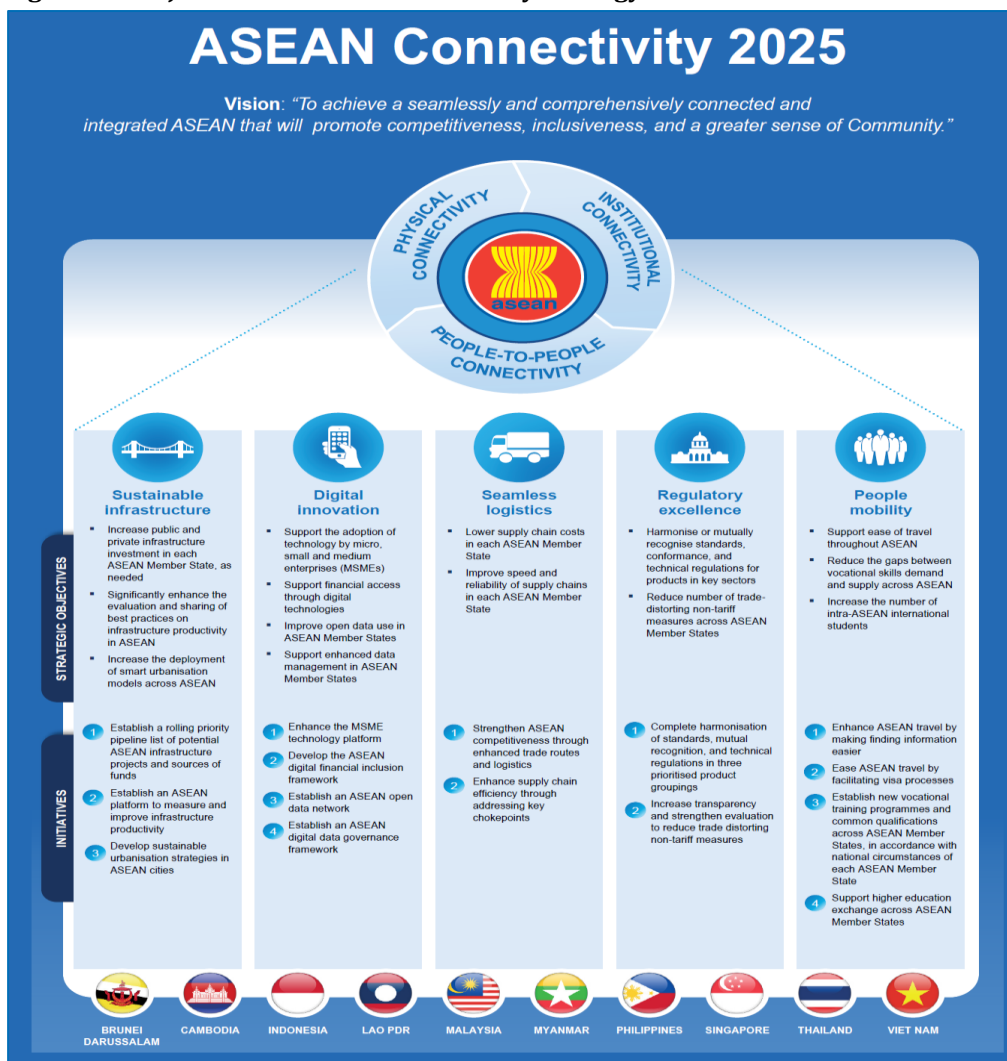 ASEAN Connectivity 2025
Vision: “To achieve a seamlessly and comprehensively connected and
integrated ASEAN that will promote competitiveness, inclusiveness, and a greater sense of Community.”
PHYSICAL
CONNECTIVITY
INSTITIUTIONAL
CONNECTIVITY
asean
PEOPLE-TO-PEOPLE
CONNECTIVITY
STRATEGIC OBJECTIVES
INITIATIVES
Sustainable
infrastructure
Increase public and
private infrastructure
investment in each
ASEAN Member State, as
needed
Significantly enhance the
evaluation and sharing of
best practices on
infrastructure productivity
in ASEAN
Increase the deployment
of smart urbanisation
models across ASEAN
1 Establish a rolling priority
pipeline list of potential
ASEAN infrastructure
projects and sources of
funds
2 Establish an ASEAN
platform to measure and
improve infrastructure
productivity
3 Develop sustainable
urbanisation strategies in
ASEAN cities
Digital
innovation
Support the adoption of
technology by micro,
small and medium
enterprises (MSMEs)
Support financial access
through digital
technologies
Improve open data use in
ASEAN Member States
Support enhanced data
management in ASEAN
Member States
1 Enhance the MSME
technology platform
2 Develop the ASEAN
digital financial inclusion
framework
3 Establish an ASEAN open
data network
4 Establish an ASEAN
digital data governance
framework
Seamless
logistics
Lower supply chain costs
in each ASEAN Member
State
Improve speed and
reliability of supply chains
in each ASEAN Member
State
1 Strengthen ASEAN
competitiveness through
enhanced trade routes
and logistics
2 Enhance supply chain
efficiency through
addressing key
chokepoints
Regulatory
excellence
Harmonise or mutually
recognise standards,
conformance, and
technical regulations for
products in key sectors
Reduce number of trade-
distorting non-tariff
measures across ASEAN
Member States
1 Complete harmonisation
of standards, mutual
recognition, and technical
regulations in three
prioritised product
groupings
2 Increase transparency
and strengthen evaluation
to reduce trade distorting
non-tariff measures
People
mobility
Support ease of travel
throughout ASEAN
Reduce the gaps between
vocational skills demand
and supply across ASEAN
Increase the number of
intra-ASEAN international
students
1 Enhance ASEAN travel by
making finding information
easier
2 Ease ASEAN travel by
facilitating visa processes
3 Establish new vocational
training programmes and
common qualifications
across ASEAN Member
States, in accordance with
national circumstances of
each ASEAN Member
State
4 Support higher education
exchange across ASEAN
Member States
BRUNEI
DARUSSALAM
CAMBODIA
INDONESIA
LAO PDR
MALAYSIA
MYANMAR
PHILIPPINES
SINGAPORE
THAILAND
VIET NAM